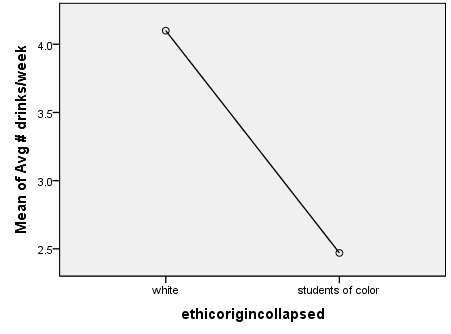 Mean of Avg # drinks/week
4.0
3.5
3.0
2.5
white
students of color
ethicorigincollapsed